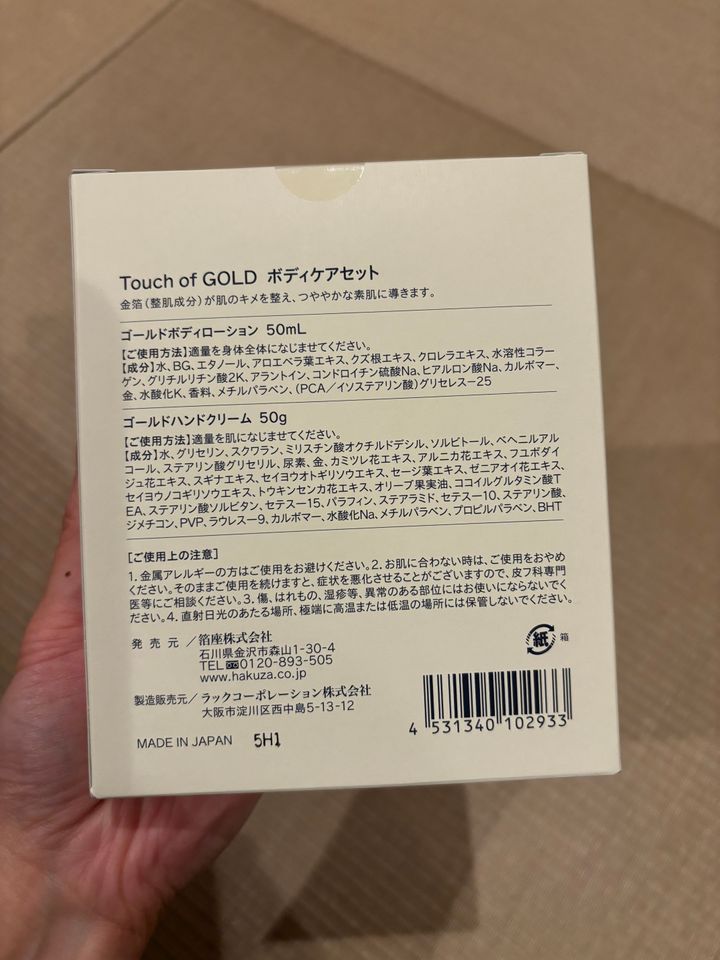 Touch of GOLD ボディケアセット
金箔(整肌成分)が肌のキメを整え、つややかな素肌に導きます。
ゴールドボディローション 50mL
【ご使用方法】適量を身体全体になじませてください。
【成分】水、BG、エタノール、アロエベラ葉エキス、クズ根エキス、クロレラエキス、水溶性コラー
ゲン、グリチルリチン酸2K、アラントイン、コンドロイチン硫酸Na、ヒアルロン酸Na、カルボマー、
金、水酸化K、香料、メチルパラベン、(PCA/イソステアリン酸)グリセレス-25
ゴールドハンドクリーム 50g
【ご使用方法】適量を肌になじませてください。
【成分】水、グリセリン、スクワラン、ミリスチン酸オクチルドデシル、ソルビトール、ベヘニルアル
コール、ステアリン酸グリセリル、尿素、金、カミツレ花エキス、アルニカ花エキス、フユボダイ
ジュ花エキス、スギナエキス、セイヨウオトギリソウエキス、セージ葉エキス、ゼニアオイ花エキス、
セイヨウノコギリソウエキス、トウキンセンカ花エキス、オリーブ果実油、ココイルグルタミン酸T
EA、ステアリン酸ソルビタン、セテス-15、パラフィン、ステアラミド、セテス-10、ステアリン酸、
ジメチコン、PVP、ラウレス-9、カルボマー、水酸化Na、メチルパラベン、プロピルパラベン、BHT
【ご使用上の注意】
1. 金属アレルギーの方はご使用をお避けください。2. お肌に合わない時は、ご使用をおやめ
ください。そのままご使用を続けますと、症状を悪化させることがございますので、皮フ科専門
医等にご相談ください。3. 傷、はれもの、湿疹等、異常のある部位にはお使いにならないでく
ださい。4. 直射日光のあたる場所、極端に高温または低温の場所には保管しないでください。
発売元/箔座株式会社
石川県金沢市森山1-30-4
TEL 0120-893-505
www.hakuza.co.jp
紙 箱
製造販売元/ラックコーポレーション株式会社
大阪市淀川区西中島5-13-12
4 531340 102933
MADE IN JAPAN 5H1